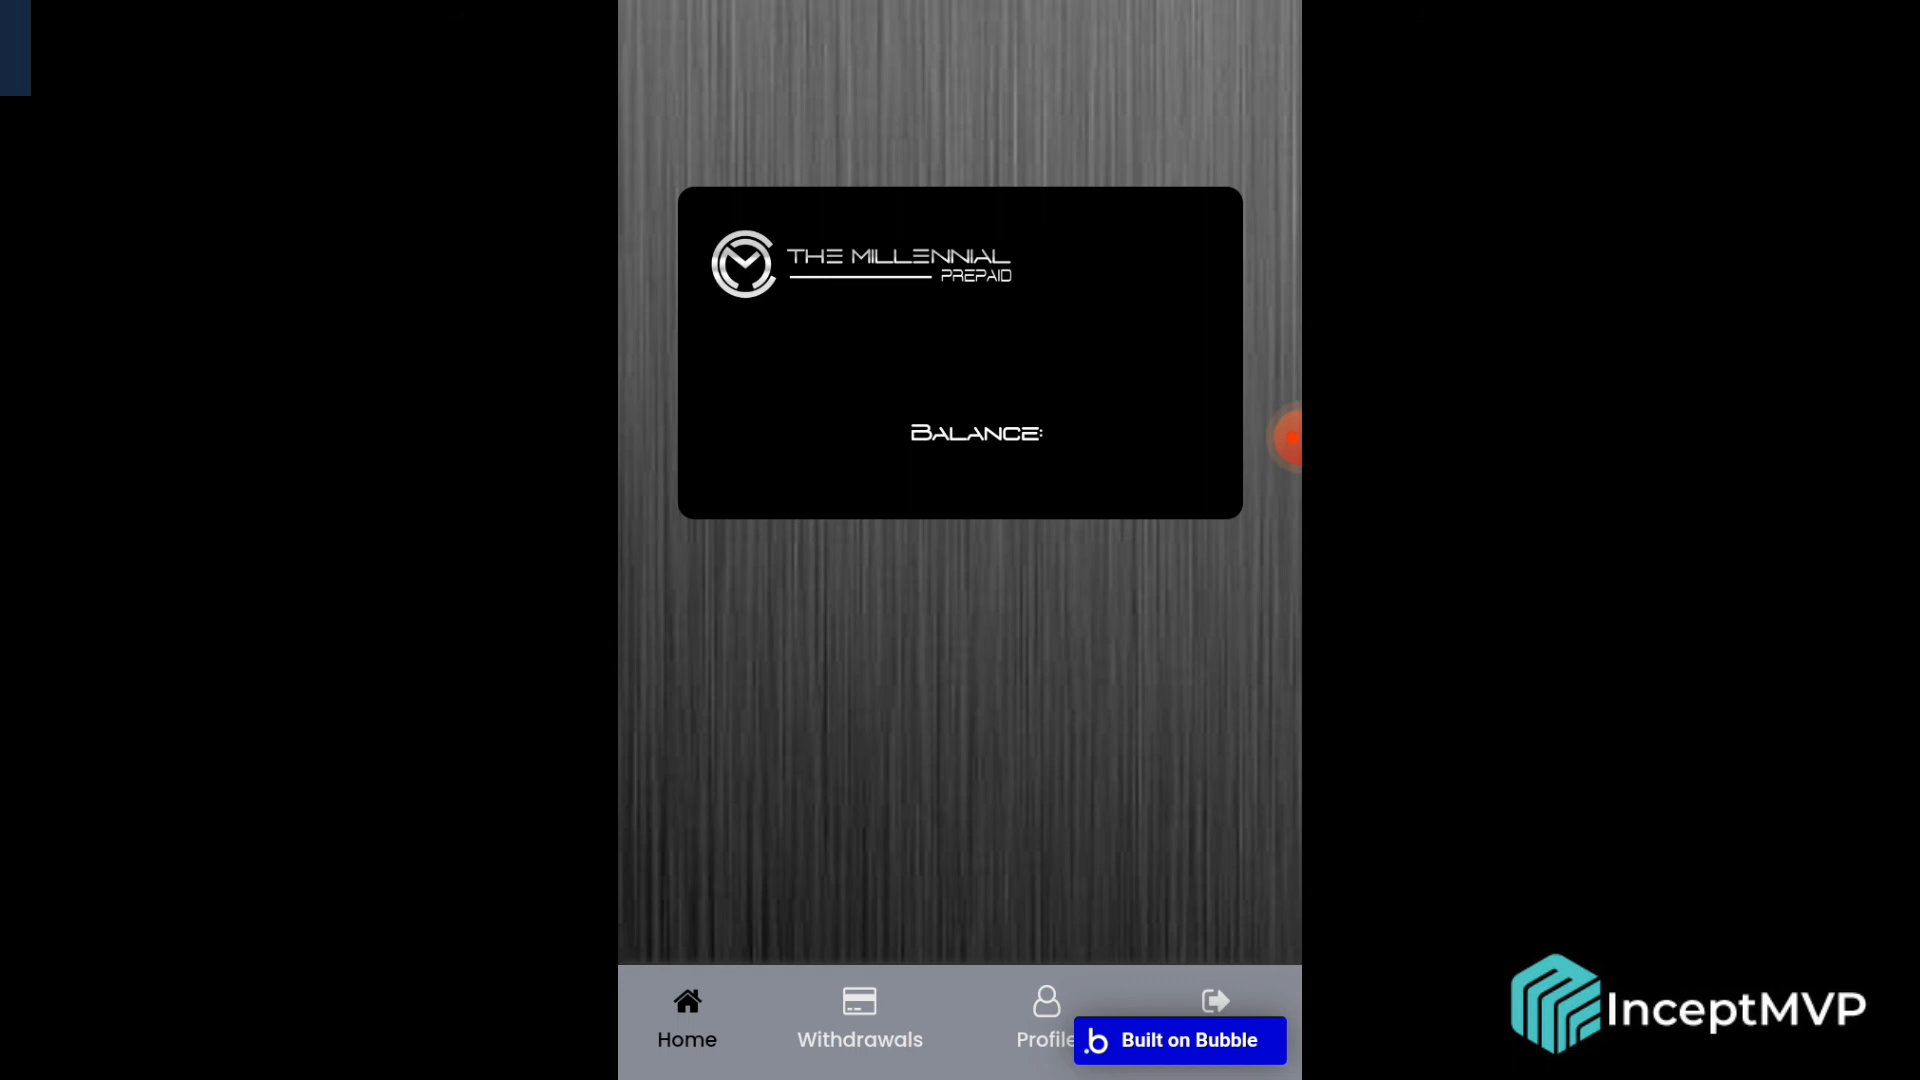 THE MILLENNIAL
PREPAID
BALANCE:
Home
Withdrawals
Profile
.b Built on Bubble
InceptMVP